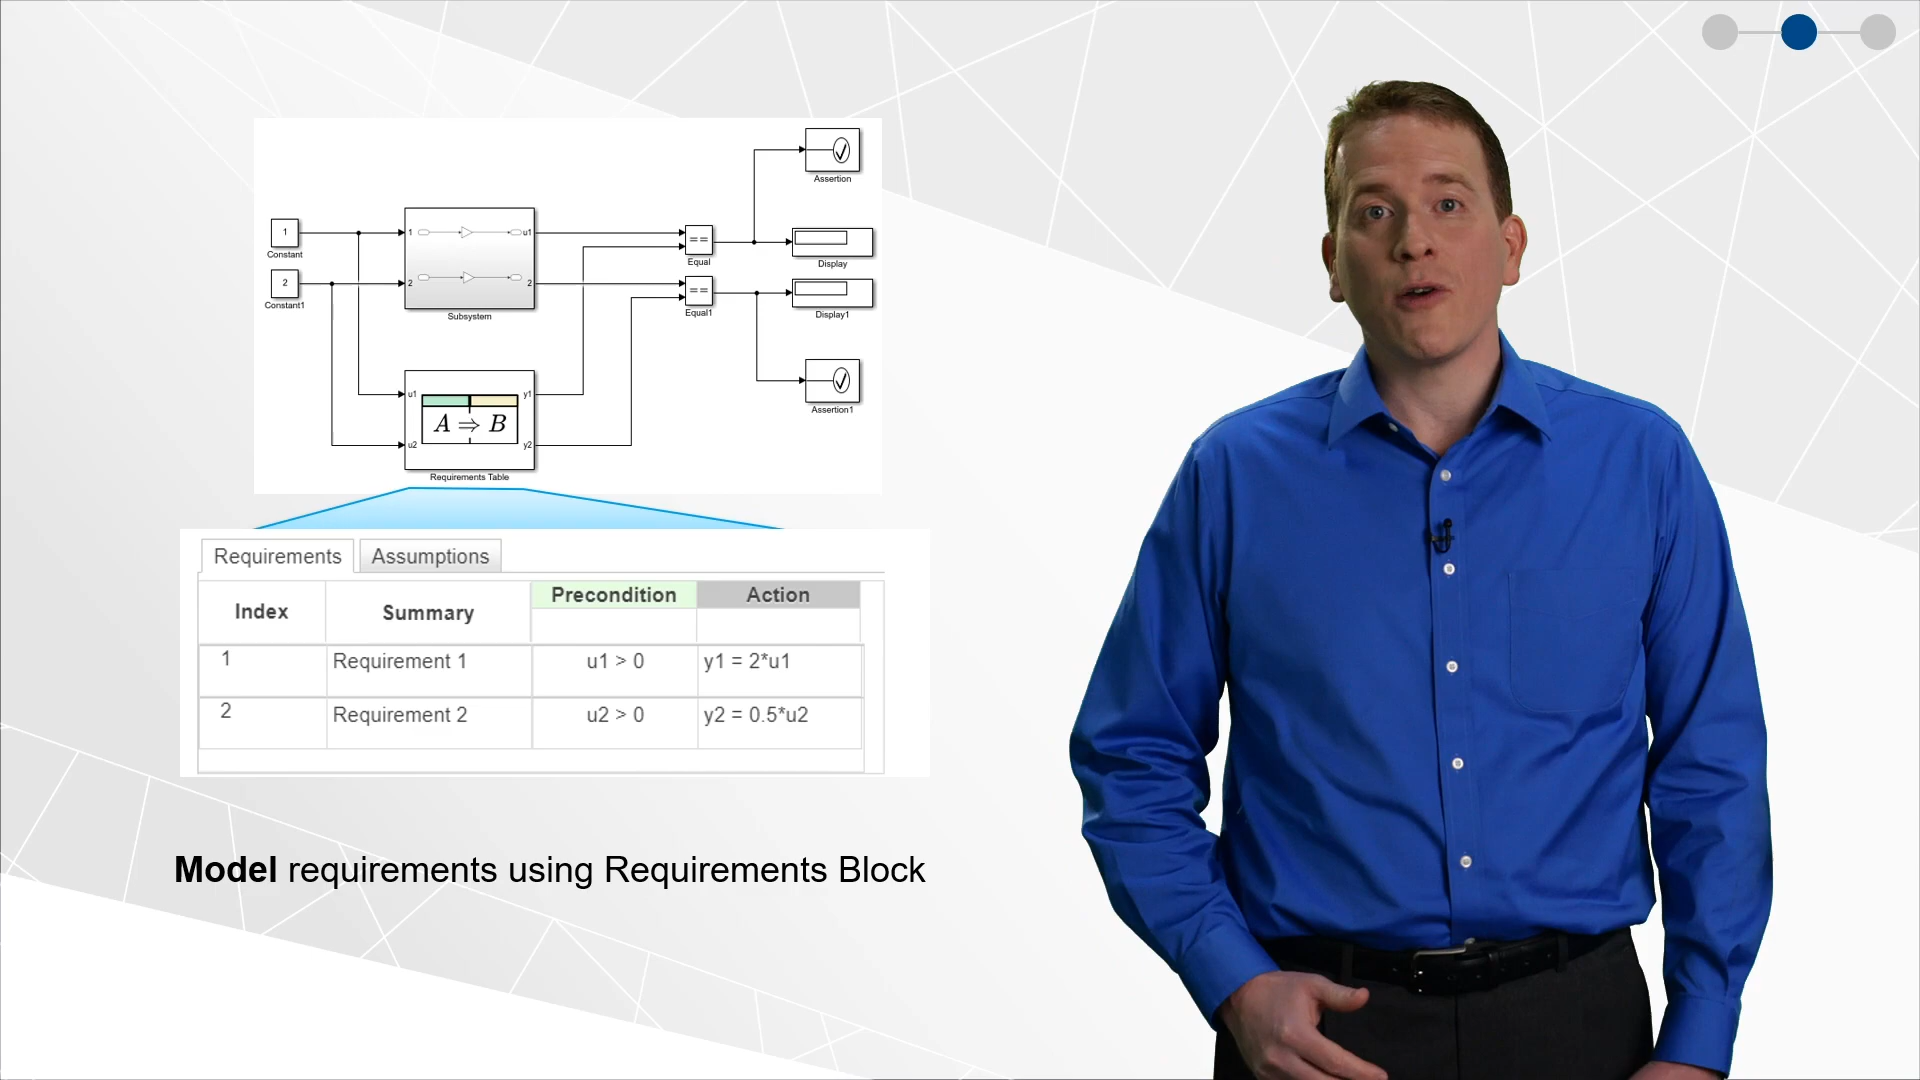 Assertion
1
Constant
2
Constant1
1
2
u1
2
Subsystem
==
Equal
==
Equal1
Display
Display1
Assertion1
u1
u2
A ⇒ B
y1
y2
Requirements Table
Requirements Assumptions
Index Summary Precondition Action
1 Requirement 1 u1 > 0 y1 = 2*u1
2 Requirement 2 u2 > 0 y2 = 0.5*u2
Model requirements using Requirements Block